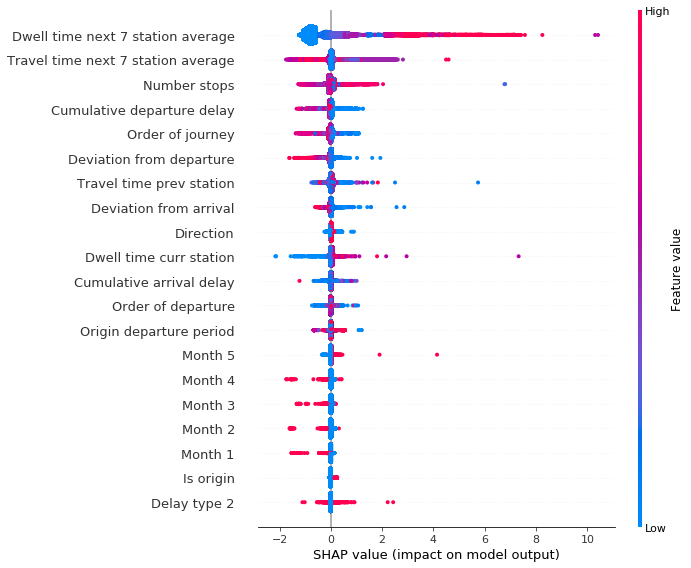 High
Dwell time next 7 station average
Travel time next 7 station average
Number stops
Cumulative departure delay
Order of journey
Deviation from departure
Travel time prev station
Deviation from arrival
Direction
Dwell time curr station
Cumulative arrival delay
Order of departure
Origin departure period
Month 5
Month 4
Month 3
Month 2
Month 1
Is origin
Delay type 2
Feature value
Low
−2 0 2 4 6 8 10
SHAP value (impact on model output)